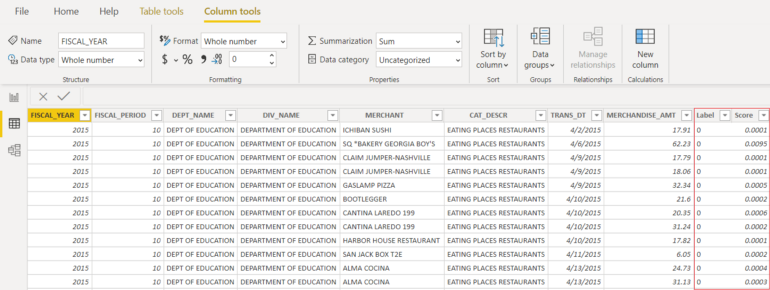 File Home Help Table tools Column tools
Name FISCAL_YEAR $% Format Whole number Σ Summarization Sum Sort by column Data groups Manage relationships New column
Data type Whole number $ % 9 .00 0 Data category Uncategorized
Structure Formatting Properties Sort Groups Relationships Calculations
FISCAL_YEAR FISCAL_PERIOD DEPT_NAME DIV_NAME MERCHANT CAT_DESCR TRANS_DT MERCHANDISE_AMT Label Score
2015 10 DEPT OF EDUCATION DEPARTMENT OF EDUCATION ICHIBAN SUSHI EATING PLACES RESTAURANTS 4/2/2015 17.91 0 0.0001
2015 10 DEPT OF EDUCATION DEPARTMENT OF EDUCATION SQ *BAKERY GEORGIA BOY'S EATING PLACES RESTAURANTS 4/6/2015 62.23 0 0.0095
2015 10 DEPT OF EDUCATION DEPARTMENT OF EDUCATION CLAIM JUMPER-NASHVILLE EATING PLACES RESTAURANTS 4/9/2015 17.79 0 0.0001
2015 10 DEPT OF EDUCATION DEPARTMENT OF EDUCATION CLAIM JUMPER-NASHVILLE EATING PLACES RESTAURANTS 4/9/2015 18.06 0 0.0001
2015 10 DEPT OF EDUCATION DEPARTMENT OF EDUCATION GASLAMP PIZZA EATING PLACES RESTAURANTS 4/9/2015 32.34 0 0.0005
2015 10 DEPT OF EDUCATION DEPARTMENT OF EDUCATION BOOTLEGGER EATING PLACES RESTAURANTS 4/10/2015 21.6 0 0.0002
2015 10 DEPT OF EDUCATION DEPARTMENT OF EDUCATION CANTINA LAREDO 199 EATING PLACES RESTAURANTS 4/10/2015 20.35 0 0.0006
2015 10 DEPT OF EDUCATION DEPARTMENT OF EDUCATION CANTINA LAREDO 199 EATING PLACES RESTAURANTS 4/10/2015 31.24 0 0.0002
2015 10 DEPT OF EDUCATION DEPARTMENT OF EDUCATION HARBOR HOUSE RESTAURANT EATING PLACES RESTAURANTS 4/10/2015 17.82 0 0.0001
2015 10 DEPT OF EDUCATION DEPARTMENT OF EDUCATION SAN JACK BOX T2E EATING PLACES RESTAURANTS 4/11/2015 6.05 0 0.0002
2015 10 DEPT OF EDUCATION DEPARTMENT OF EDUCATION ALMA COCINA EATING PLACES RESTAURANTS 4/13/2015 24.73 0 0.0004
2015 10 DEPT OF EDUCATION DEPARTMENT OF EDUCATION ALMA COCINA EATING PLACES RESTAURANTS 4/13/2015 31.13 0 0.0003